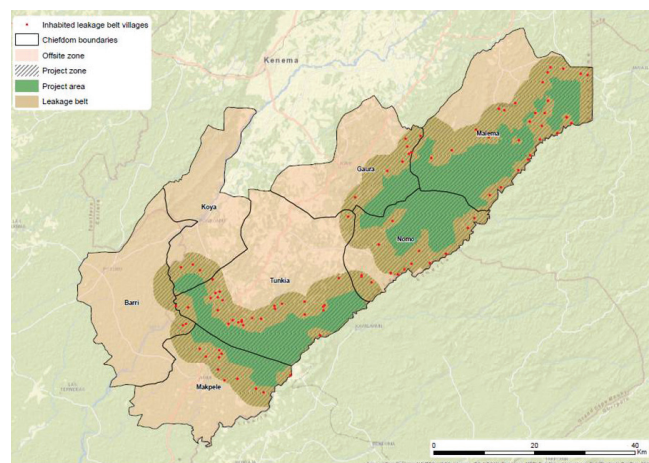 Inhabited leakage belt villages
Chiefdom boundaries
Offsite zone
Project zone
Project area
Leakage belt
Kenema
Malema
Gaura
Koya
Nomo
Tunkia
Barri
Makpele
0 20 40
Km